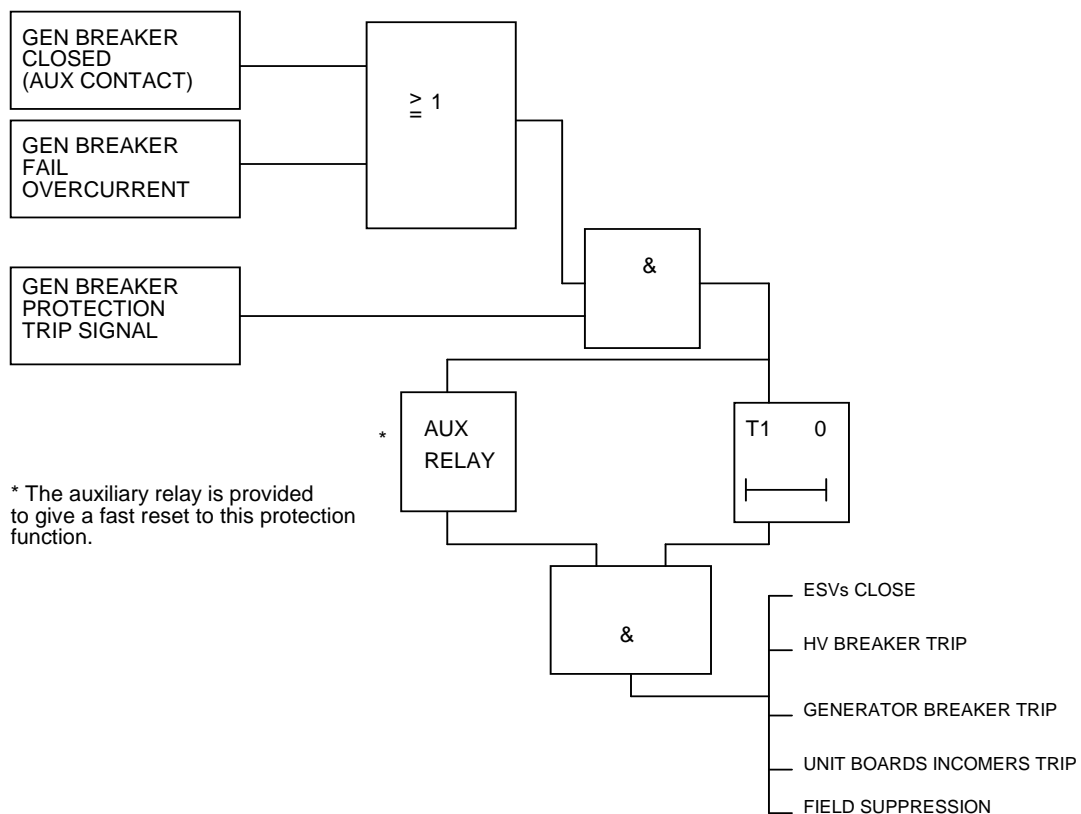 GEN BREAKER
CLOSED
(AUX CONTACT)
≥ 1
GEN BREAKER
FAIL
OVERCURRENT
GEN BREAKER
PROTECTION
TRIP SIGNAL
&
* AUX
RELAY
T1 0
* The auxiliary relay is provided
to give a fast reset to this protection
function.
&
ESVs CLOSE
HV BREAKER TRIP
GENERATOR BREAKER TRIP
UNIT BOARDS INCOMERS TRIP
FIELD SUPPRESSION